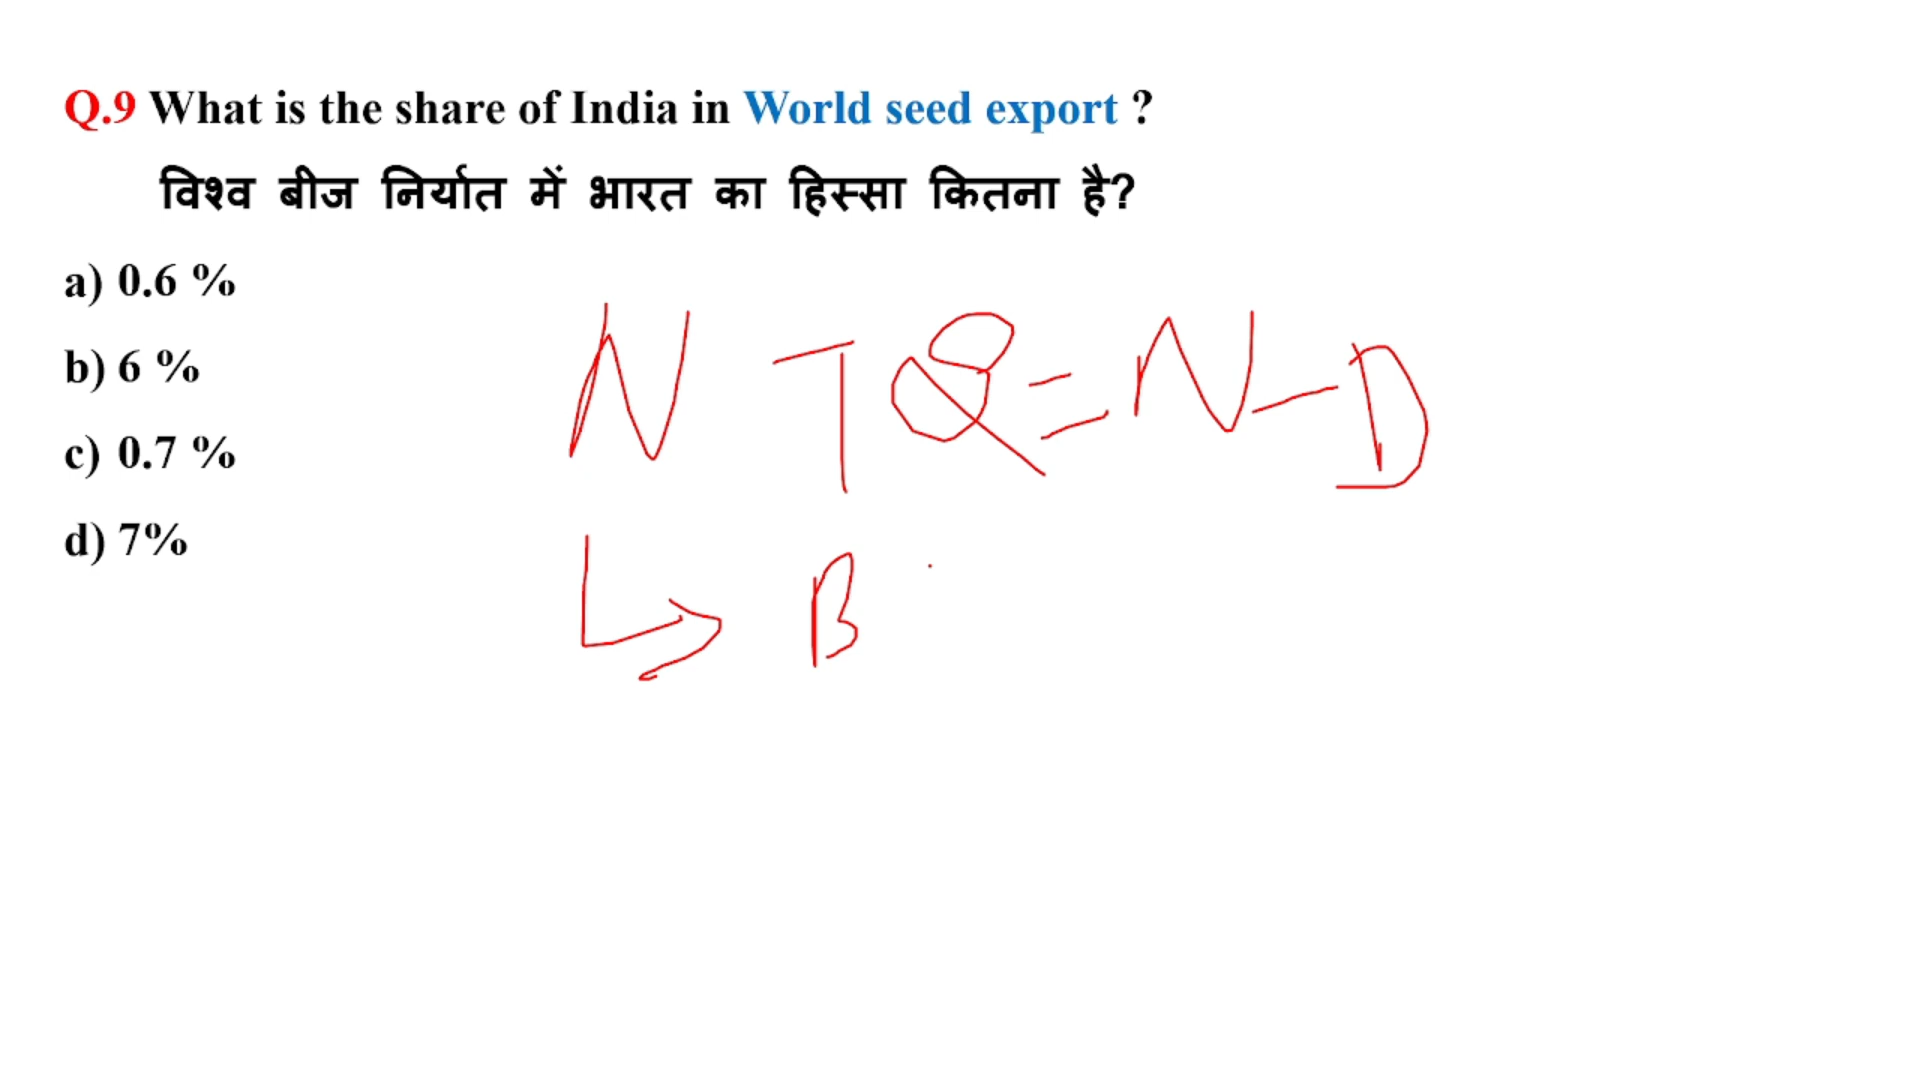 Q.9 What is the share of India in World seed export ?
विश्व बीज निर्यात में भारत का हिस्सा कितना है?
a) 0.6 %
b) 6 %
c) 0.7 %
d) 7%
N T 8 = N - D
↳ B